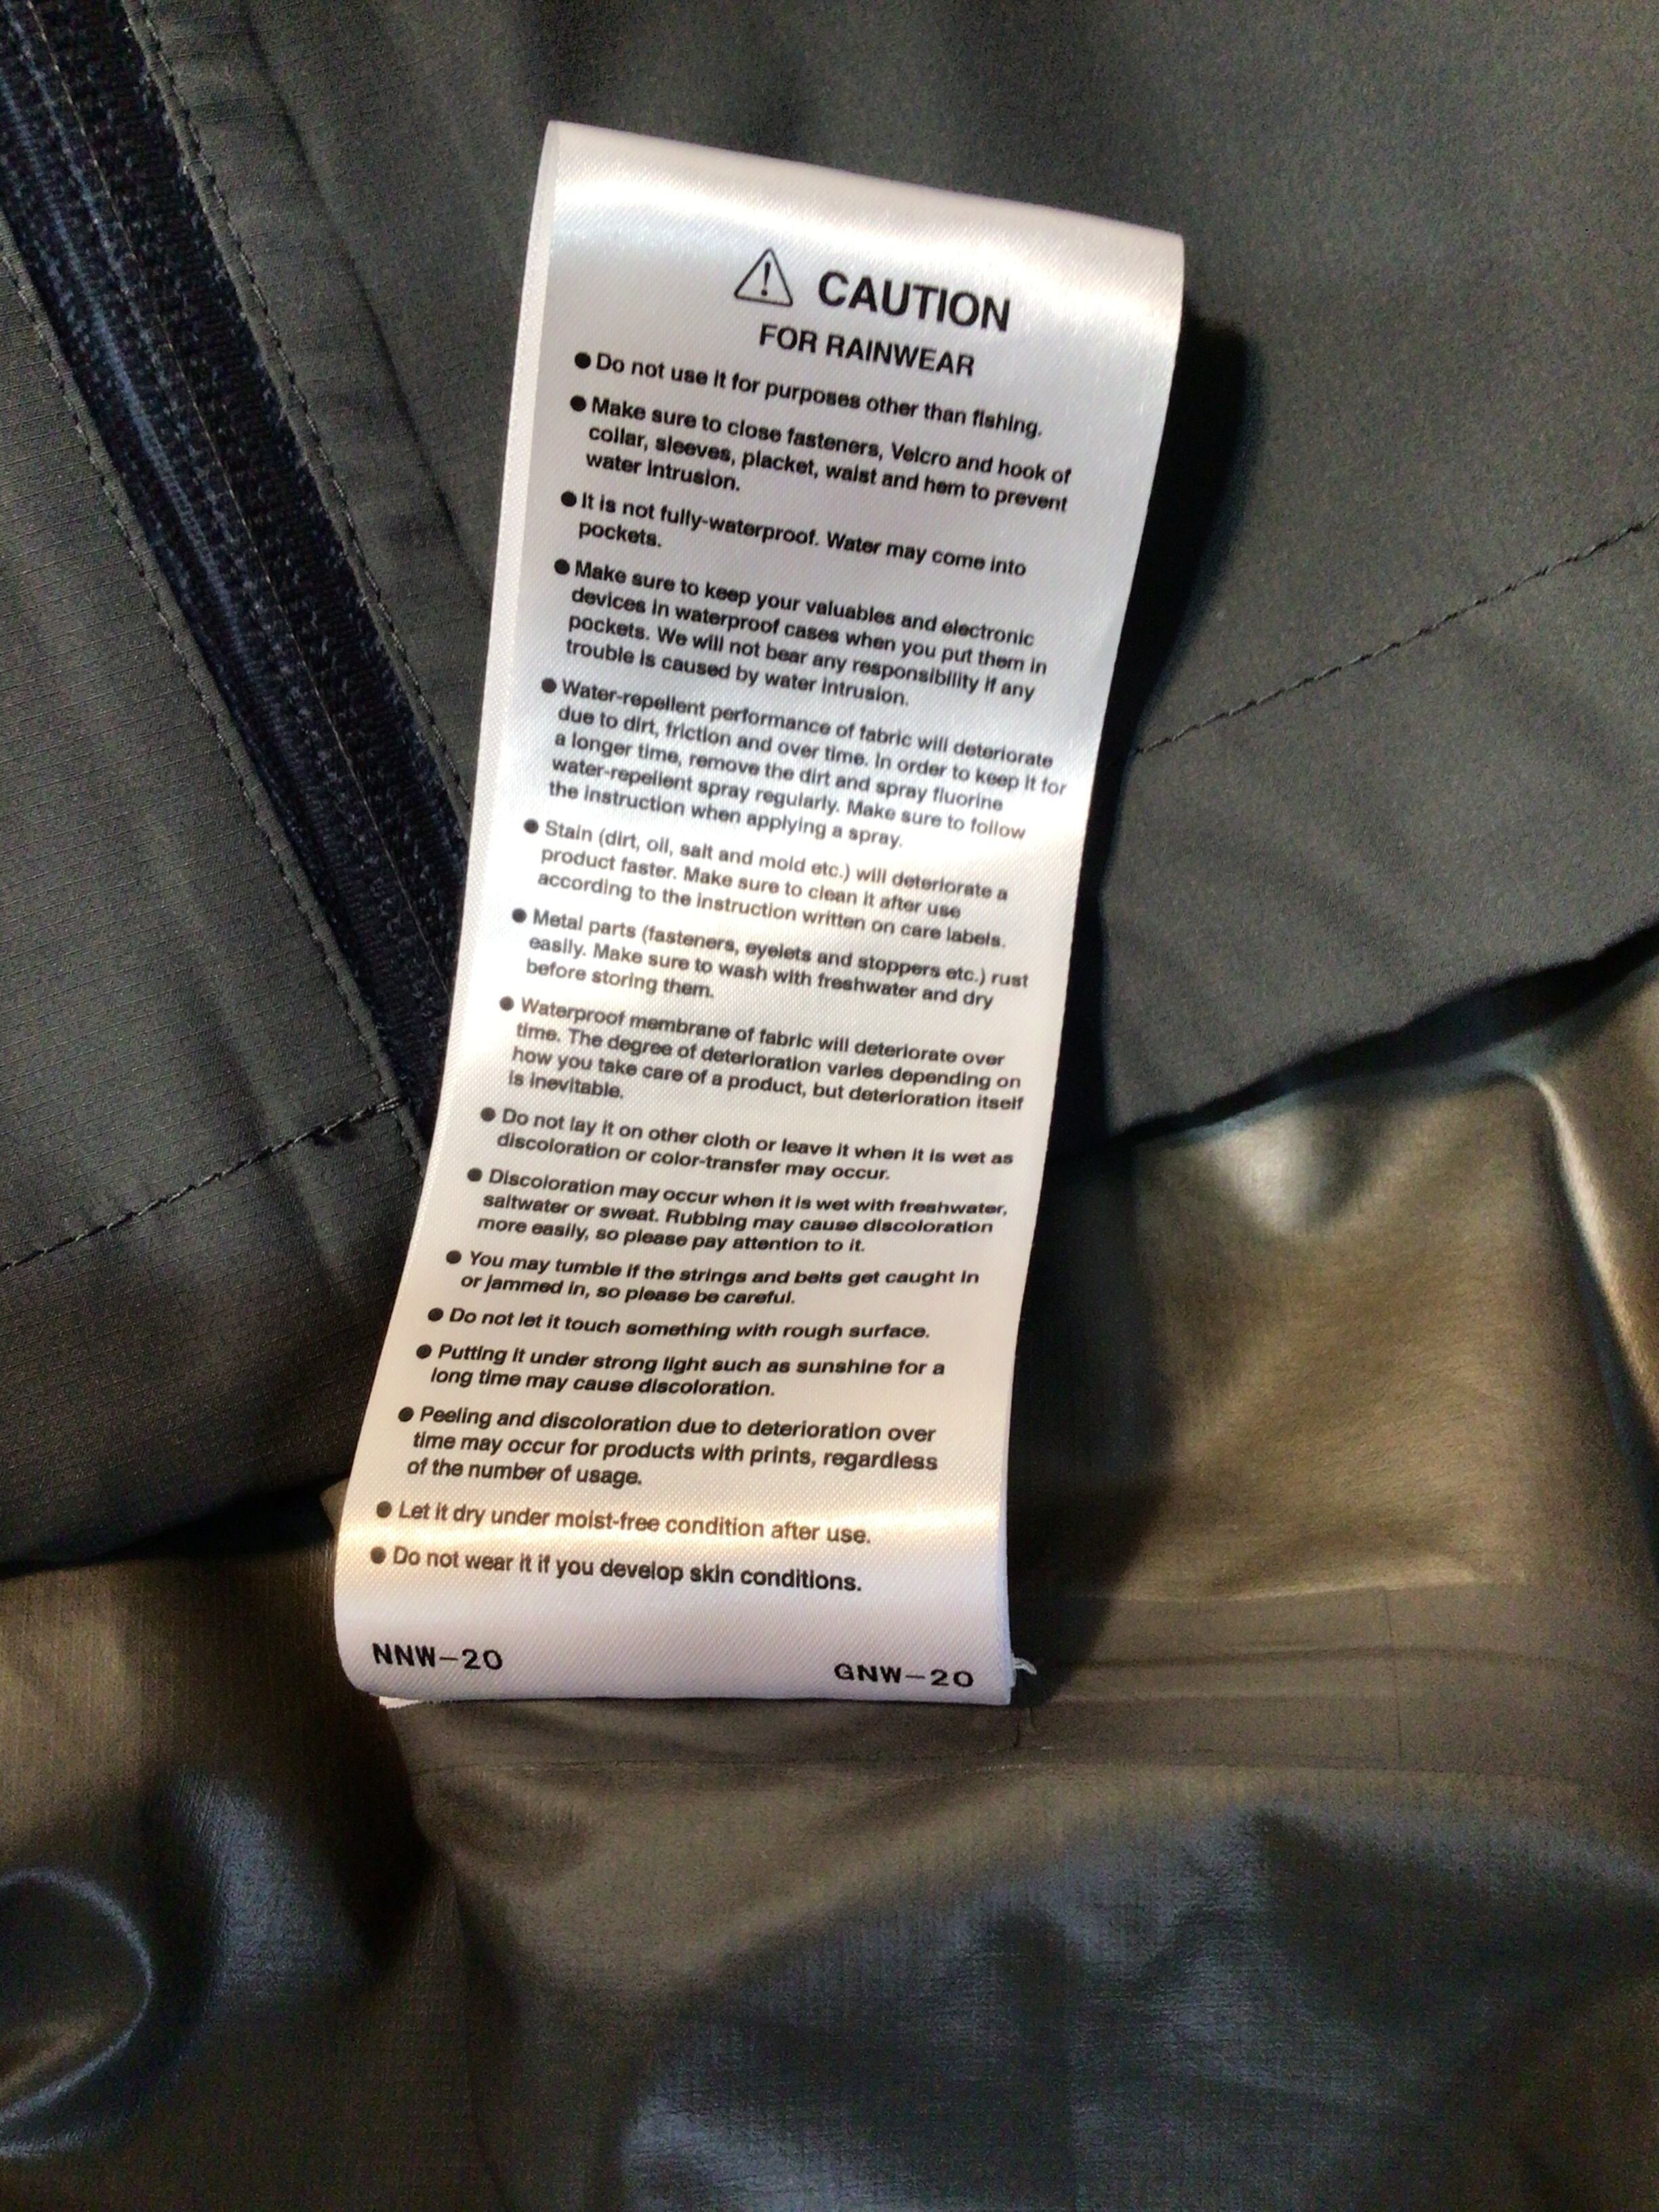 ⚠ CAUTION
FOR RAINWEAR
● Do not use it for purposes other than fishing.
● Make sure to close fasteners, Velcro and hook of
collar, sleeves, placket, waist and hem to prevent
water intrusion.
● It is not fully-waterproof. Water may come into
pockets.
● Make sure to keep your valuables and electronic
devices in waterproof cases when you put them in
pockets. We will not bear any responsibility if any
trouble is caused by water intrusion.
● Water-repellent performance of fabric will deteriorate
due to dirt, friction and over time. In order to keep it for
a longer time, remove the dirt and spray fluorine
water-repellent spray regularly. Make sure to follow
the instruction when applying a spray.
● Stain (dirt, oil, salt and mold etc.) will deteriorate a
product faster. Make sure to clean it after use
according to the instruction written on care labels.
● Metal parts (fasteners, eyelets and stoppers etc.) rust
easily. Make sure to wash with freshwater and dry
before storing them.
● Waterproof membrane of fabric will deteriorate over
time. The degree of deterioration varies depending on
how you take care of a product, but deterioration itself
is inevitable.
● Do not lay it on other cloth or leave it when it is wet as
discoloration or color-transfer may occur.
● Discoloration may occur when it is wet with freshwater,
saltwater or sweat. Rubbing may cause discoloration
more easily, so please pay attention to it.
● You may tumble if the strings and belts get caught in
or jammed in, so please be careful.
● Do not let it touch something with rough surface.
● Putting it under strong light such as sunshine for a
long time may cause discoloration.
● Peeling and discoloration due to deterioration over
time may occur for products with prints, regardless
of the number of usage.
● Let it dry under moist-free condition after use.
● Do not wear it if you develop skin conditions.
NNW-20 GNW-20